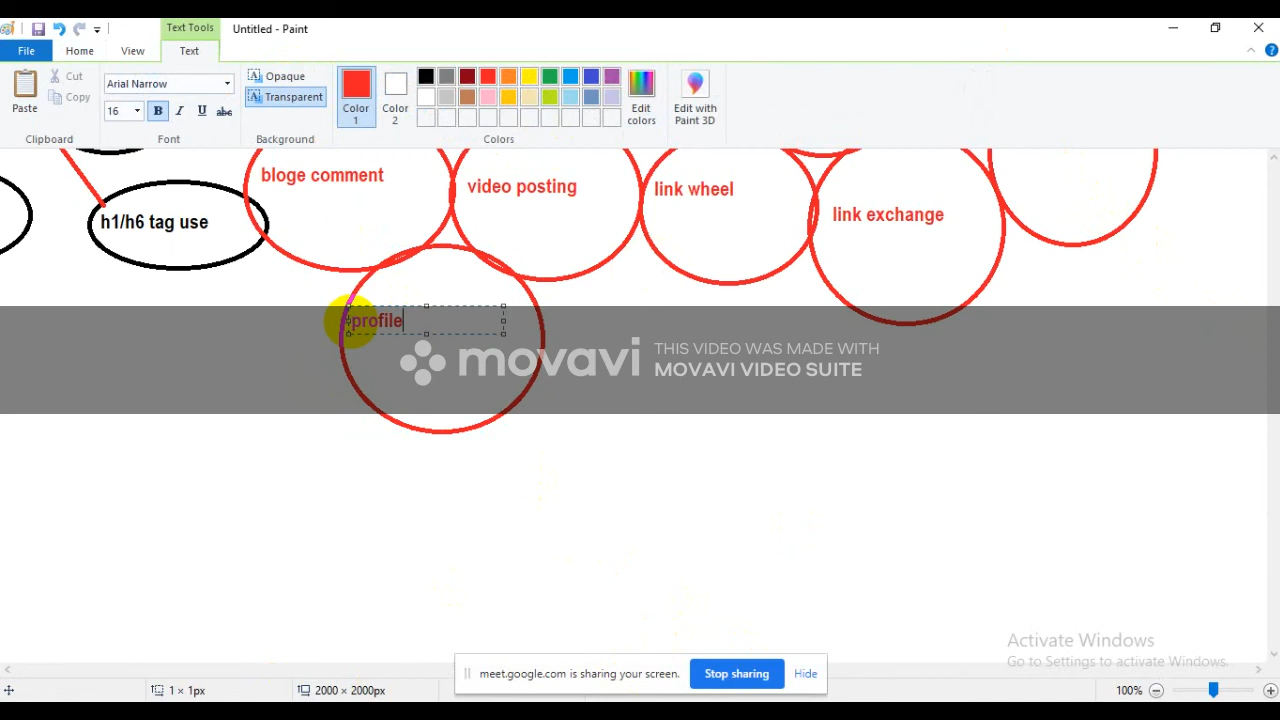 Text Tools
Untitled - Paint
File
Home
View
Text
Paste
Cut
Copy
Clipboard
Arial Narrow
16
B
I
U
abc
Font
Opaque
Transparent
Background
Color 1
Color 2
Colors
Edit colors
Edit with Paint 3D
bloge comment
video posting
link wheel
link exchange
h1/h6 tag use
profile
movavi
THIS VIDEO WAS MADE WITH
MOVAVI VIDEO SUITE
Activate Windows
Go to Settings to activate Windows.
meet.google.com is sharing your screen.
Stop sharing
Hide
1 × 1px
2000 × 2000px
100%